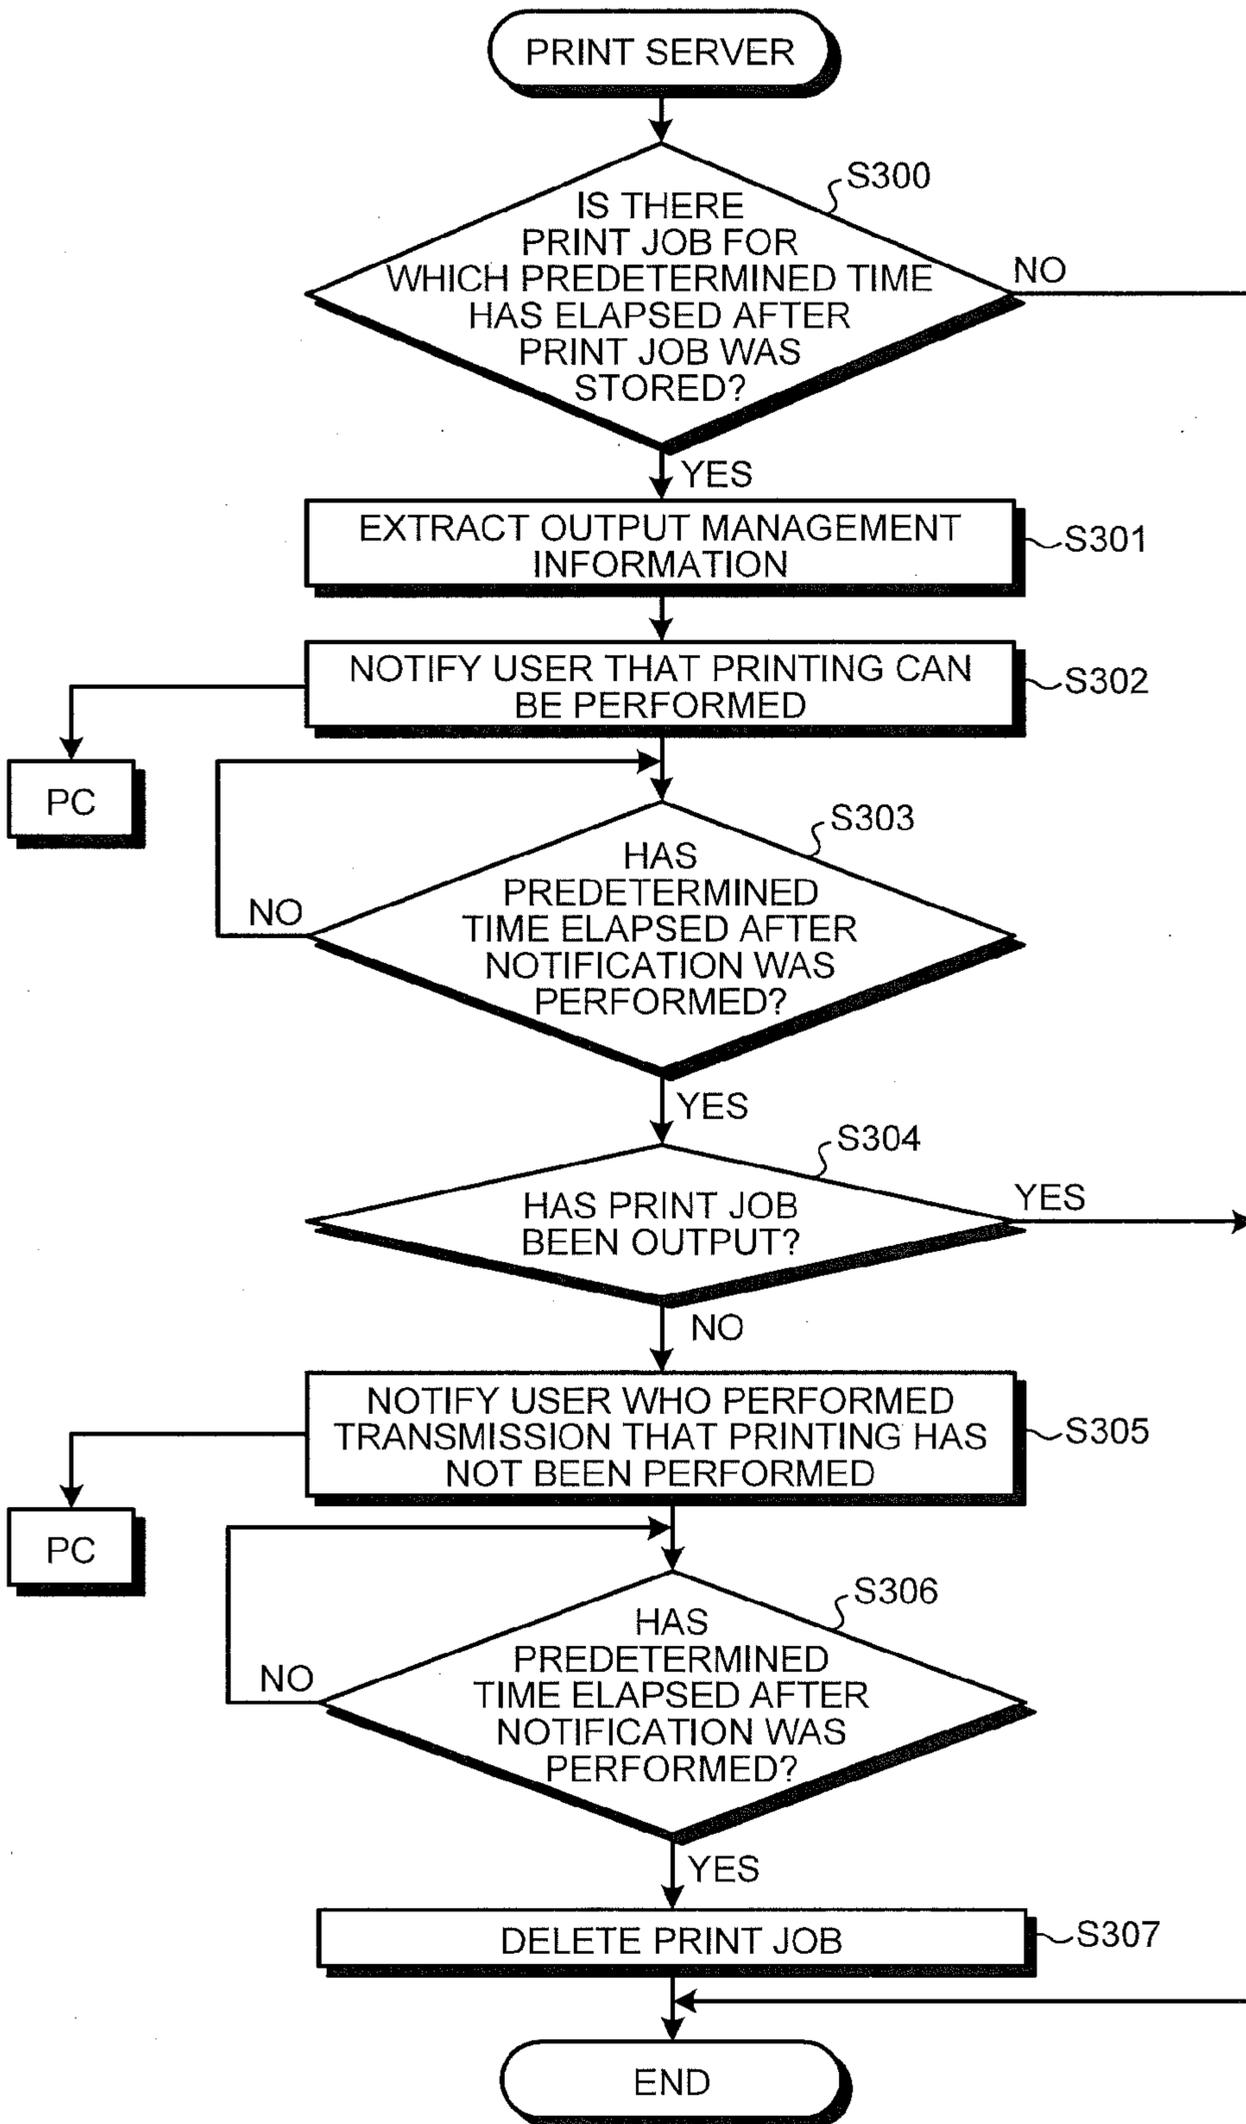 PRINT SERVER
S300
IS THERE
PRINT JOB FOR
WHICH PREDETERMINED TIME
HAS ELAPSED AFTER
PRINT JOB WAS
STORED?
NO
YES
EXTRACT OUTPUT MANAGEMENT
INFORMATION
S301
NOTIFY USER THAT PRINTING CAN
BE PERFORMED
S302
PC
S303
HAS
PREDETERMINED
TIME ELAPSED AFTER
NOTIFICATION WAS
PERFORMED?
NO
YES
S304
HAS PRINT JOB
BEEN OUTPUT?
YES
NO
NOTIFY USER WHO PERFORMED
TRANSMISSION THAT PRINTING HAS
NOT BEEN PERFORMED
S305
PC
S306
HAS
PREDETERMINED
TIME ELAPSED AFTER
NOTIFICATION WAS
PERFORMED?
NO
YES
DELETE PRINT JOB
S307
END